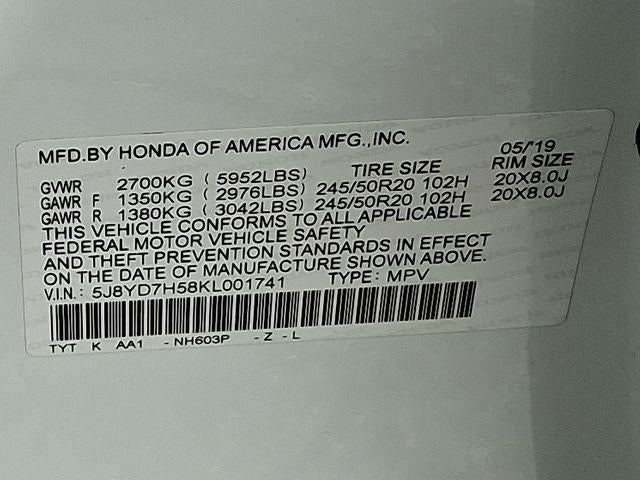 MFD.BY HONDA OF AMERICA MFG.,INC. 05/'19
GVWR 2700KG (5952LBS) TIRE SIZE RIM SIZE
GAWR F 1350KG (2976LBS) 245/50R20 102H 20X8.0J
GAWR R 1380KG (3042LBS) 245/50R20 102H 20X8.0J
THIS VEHICLE CONFORMS TO ALL APPLICABLE
FEDERAL MOTOR VEHICLE SAFETY
AND THEFT PREVENTION STANDARDS IN EFFECT
ON THE DATE OF MANUFACTURE SHOWN ABOVE.
V.I.N.: 5J8YD7H58KL001741 TYPE: MPV
TYT K AA1 - NH603P - Z - L